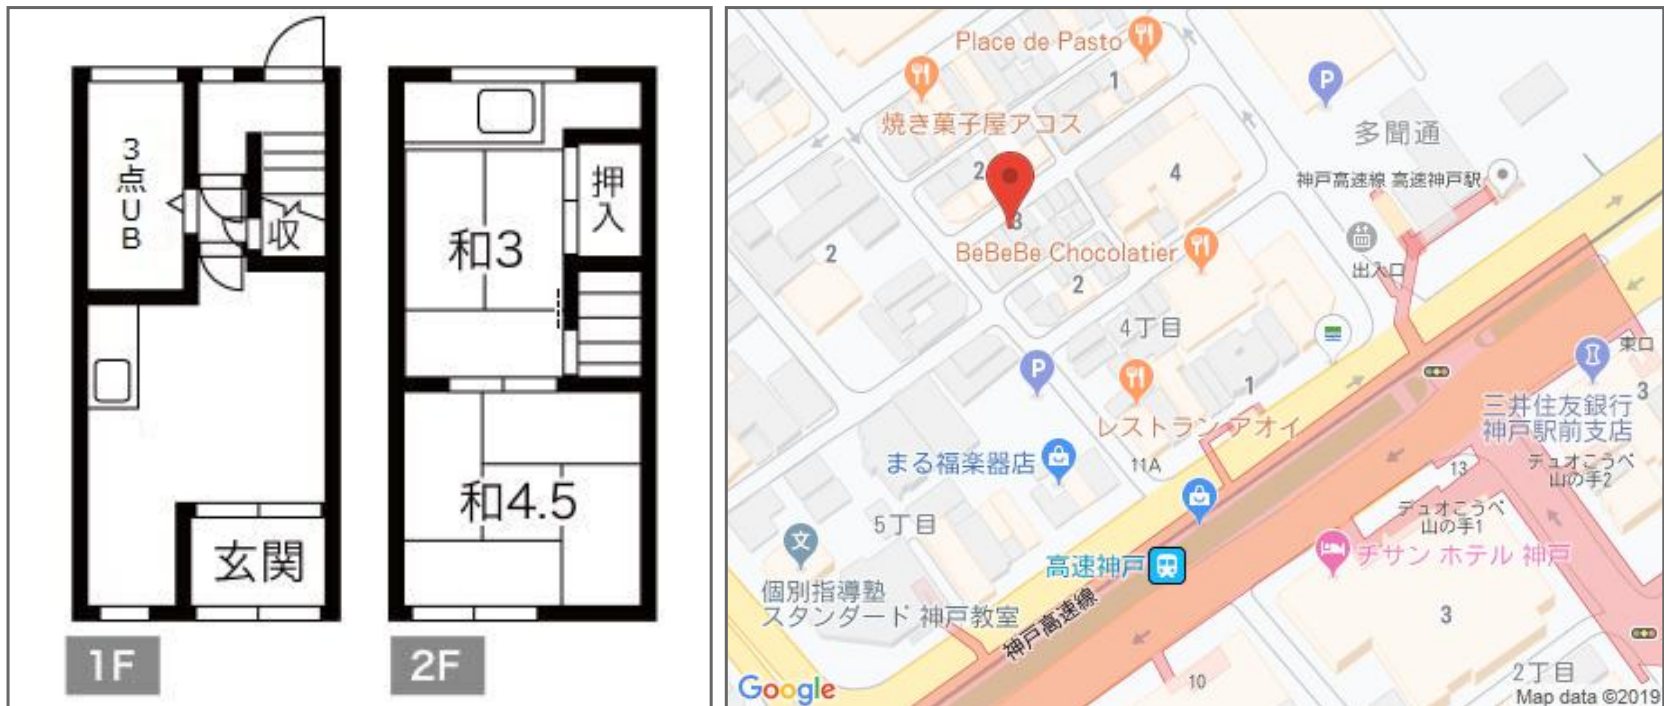 3点UB
収
玄関
1F
和3
押入
和4.5
2F
Place de Pasto
1
P
焼き菓子屋アコス
多聞通
2
4
神戸高速線 高速神戸駅
3
BeBeBe Chocolatier
2
2
出入口
4丁目
東口
P
1
3
三井住友銀行
神戸駅前支店
レストラン アオイ
まる福楽器店
11A
13
デュオこうべ
山の手2
デュオこうべ
山の手1
5丁目
文
チサン ホテル 神戸
高速神戸
個別指導塾
スタンダード 神戸教室
神戸高速線
3
2丁目
10
Google
Map data ©2019